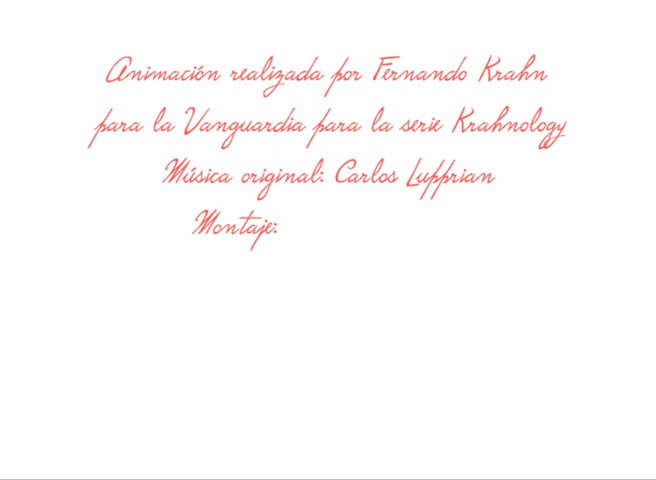 Animación realizada por Fernando Krahn
para la Vanguardia para la serie Krahnology
Música original: Carlos Lupprian
Montaje: